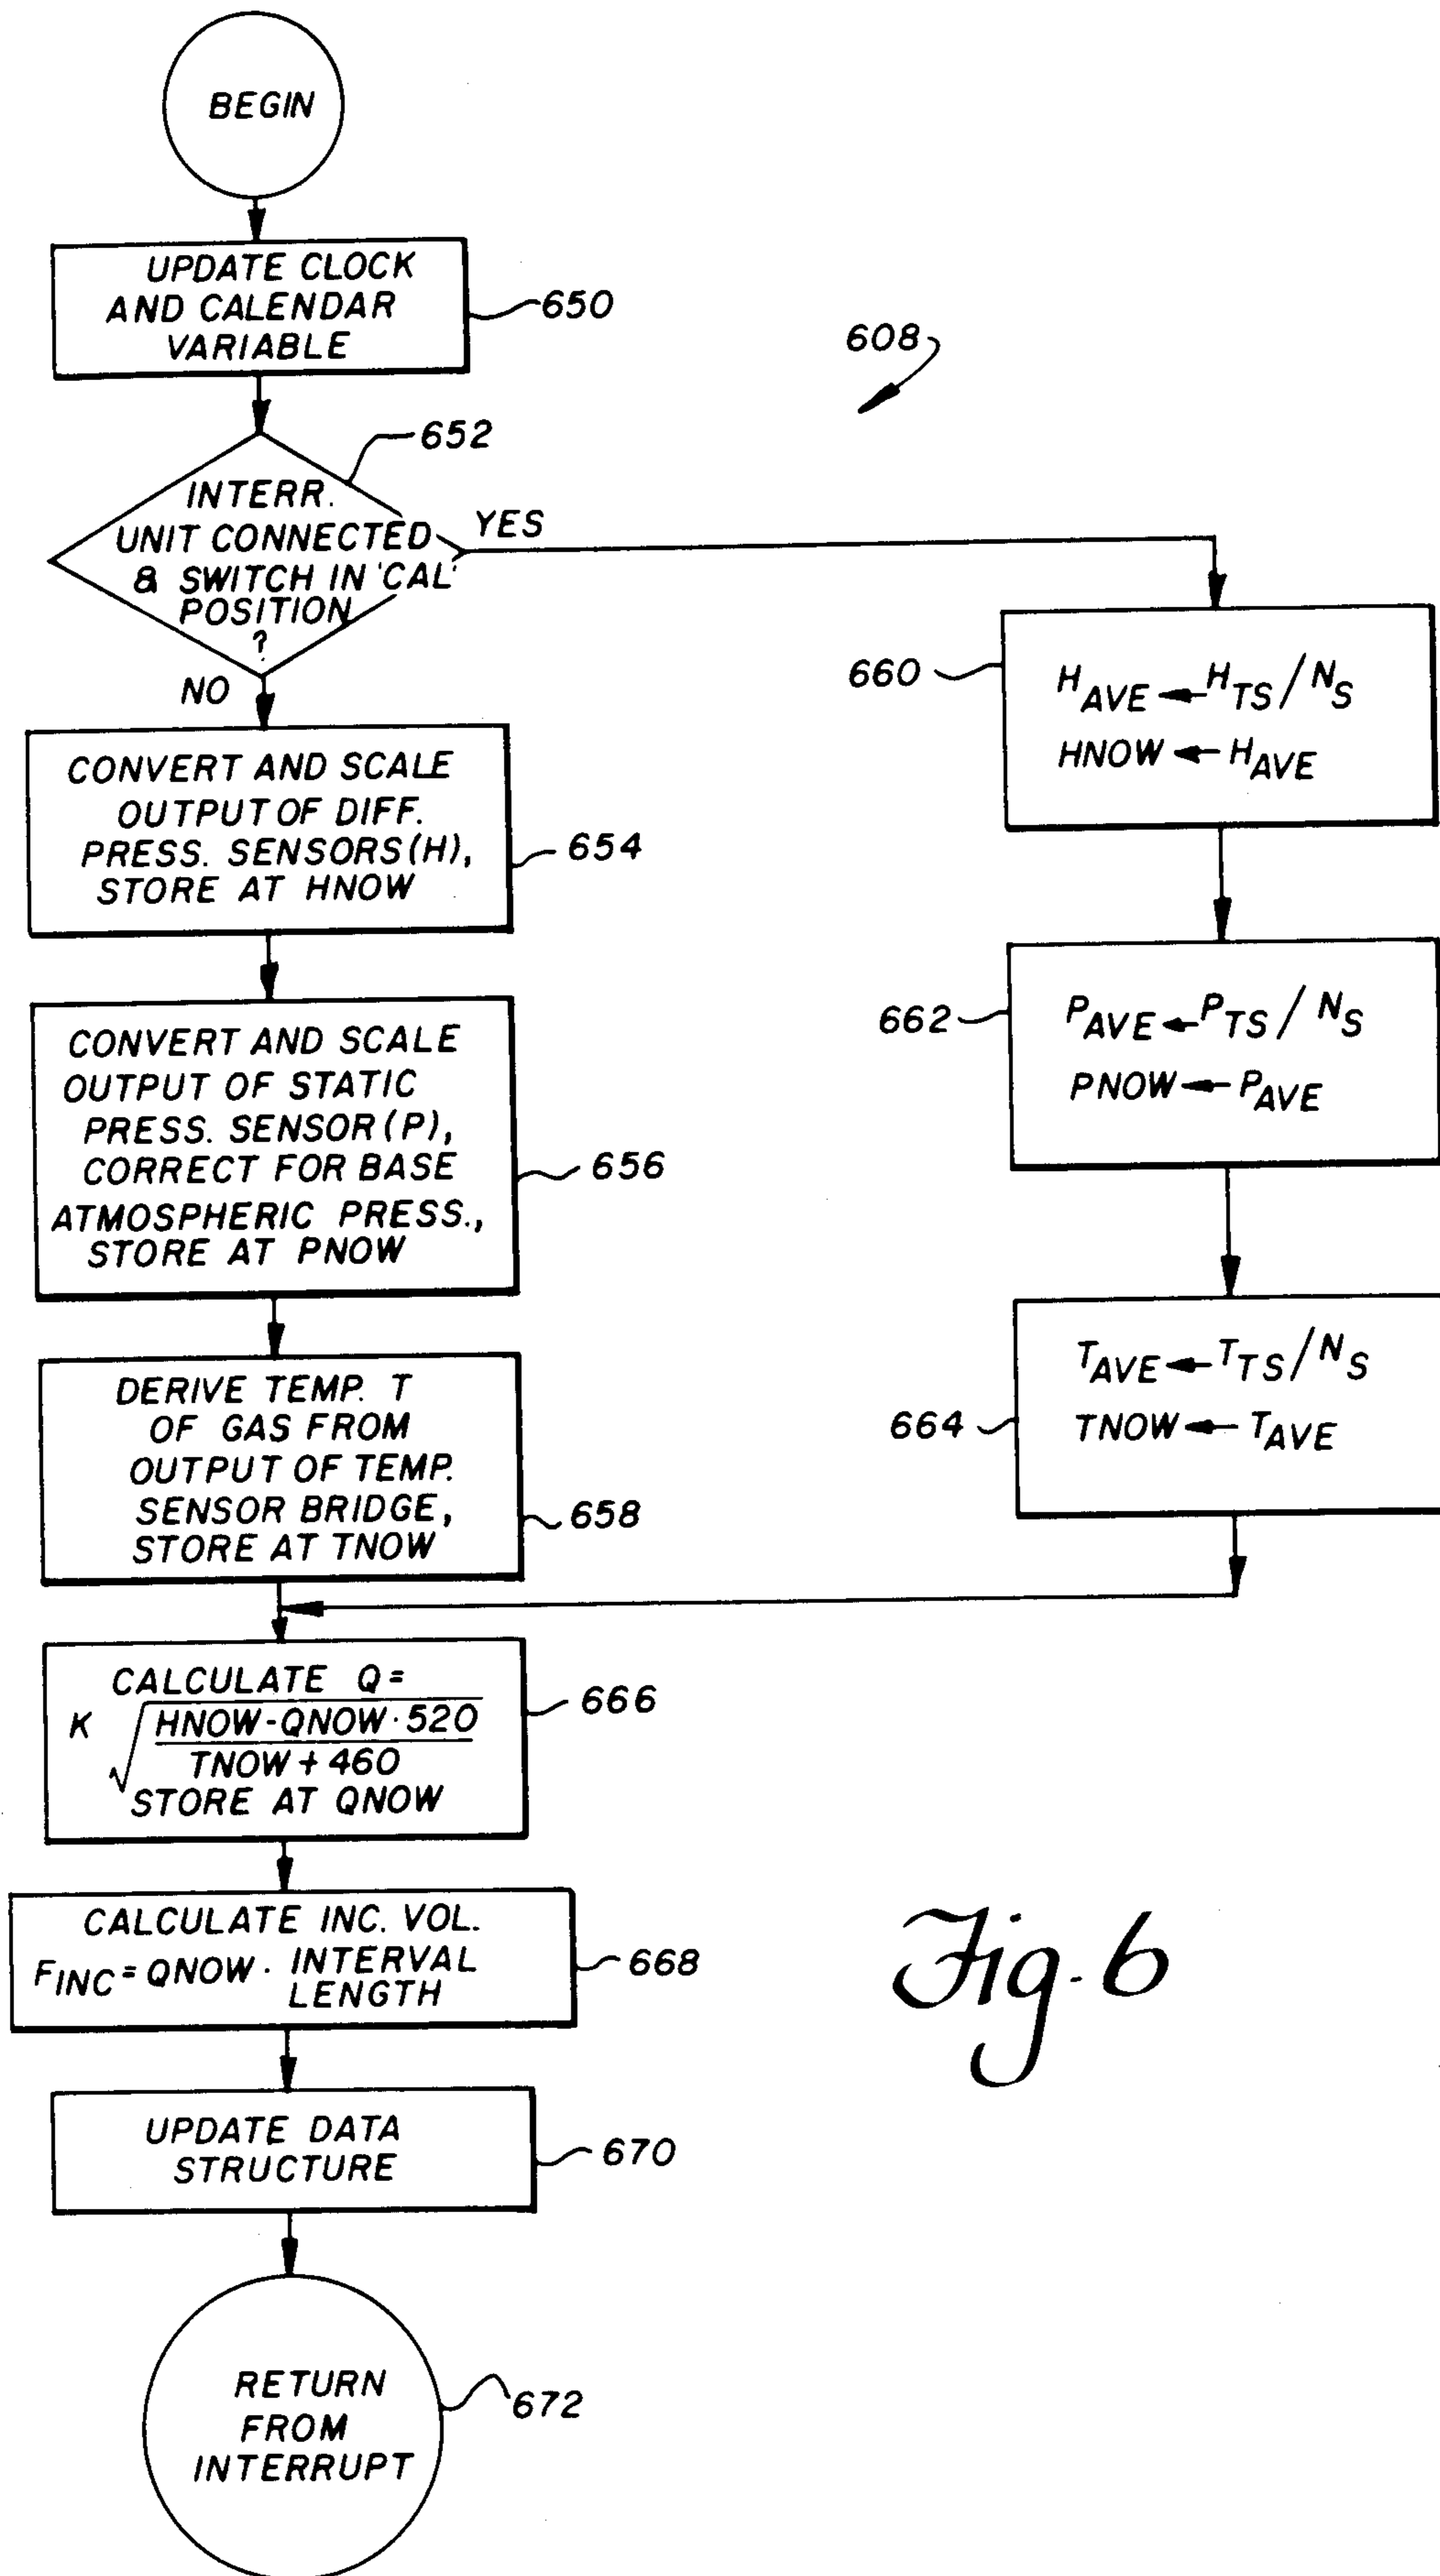 BEGIN
UPDATE CLOCK
AND CALENDAR
VARIABLE
650
608
652
INTERR.
UNIT CONNECTED
& SWITCH IN 'CAL'
POSITION
?
YES
NO
CONVERT AND SCALE
OUTPUT OF DIFF.
PRESS. SENSORS(H),
STORE AT HNOW
654
CONVERT AND SCALE
OUTPUT OF STATIC
PRESS. SENSOR(P),
CORRECT FOR BASE
ATMOSPHERIC PRESS.,
STORE AT PNOW
656
DERIVE TEMP. T
OF GAS FROM
OUTPUT OF TEMP.
SENSOR BRIDGE,
STORE AT TNOW
658
660
HAVE ← HTS / NS
HNOW ← HAVE
662
PAVE ← PTS / NS
PNOW ← PAVE
664
TAVE ← TTS / NS
TNOW ← TAVE
CALCULATE Q =
K √ HNOW - QNOW · 520
TNOW + 460
STORE AT QNOW
666
CALCULATE INC. VOL.
FINC = QNOW · INTERVAL
LENGTH
668
UPDATE DATA
STRUCTURE
670
RETURN
FROM
INTERRUPT
672
Fig. 6